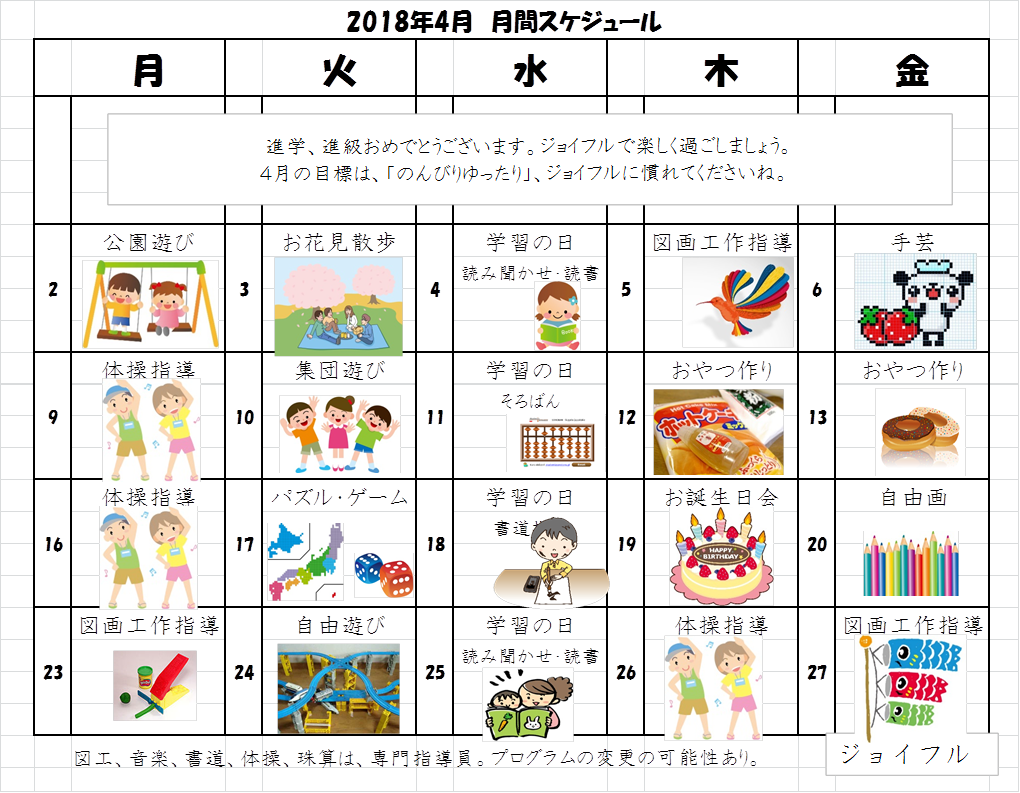 2018年4月　月間スケジュール
月 火 水 木 金
進学、進級おめでとうございます。ジョイフルで楽しく過ごしましょう。
４月の目標は、「のんびりゆったり」、ジョイフルに慣れてくださいね。
2 公園遊び
3 お花見散歩
4 学習の日
読み聞かせ・読書
5 図画工作指導
6 手芸
9 体操指導
10 集団遊び
11 学習の日
そろばん
12 おやつ作り
ホットケーキ
13 おやつ作り
16 体操指導
17 パズル・ゲーム
18 学習の日
書道
19 お誕生日会
HAPPY
BIRTHDAY
20 自由画
23 図画工作指導
24 自由遊び
25 学習の日
読み聞かせ・読書
26 体操指導
27 図画工作指導
図工、音楽、書道、体操、珠算は、専門指導員。プログラムの変更の可能性あり。
ジョイフル